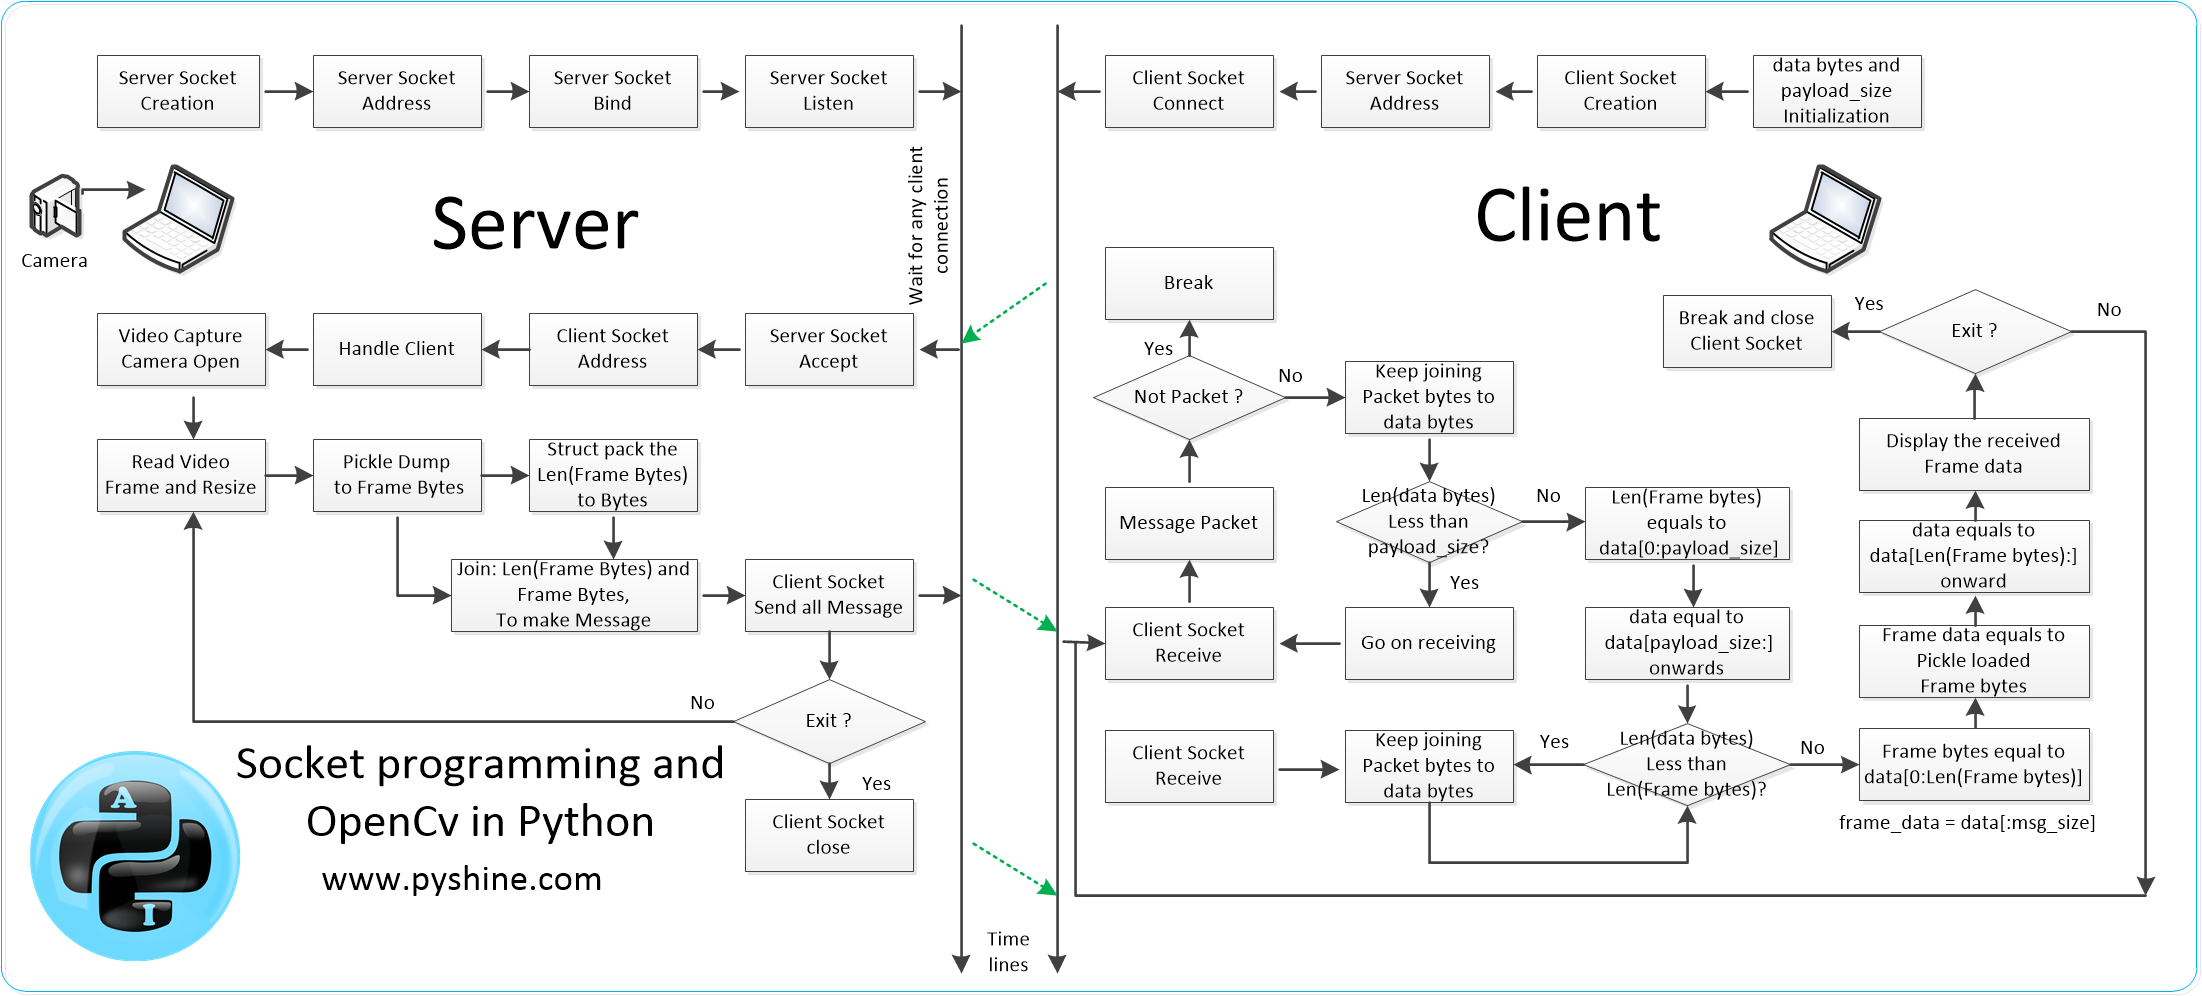 Server Socket
Creation
Server Socket
Address
Server Socket
Bind
Server Socket
Listen
Wait for any client
connection
Camera
Server
Video Capture
Camera Open
Handle Client
Client Socket
Address
Server Socket
Accept
Read Video
Frame and Resize
Pickle Dump
to Frame Bytes
Struct pack the
Len(Frame Bytes)
to Bytes
Join: Len(Frame Bytes) and
Frame Bytes,
To make Message
Client Socket
Send all Message
No
Exit ?
Yes
Client Socket
close
Socket programming and
OpenCv in Python
www.pyshine.com
A
I
Time
lines
Client Socket
Connect
Server Socket
Address
Client Socket
Creation
data bytes and
payload_size
Initialization
Client
Break
Yes
Not Packet ?
No
Keep joining
Packet bytes to
data bytes
Message Packet
Len(data bytes)
Less than
payload_size?
No
Yes
Len(Frame bytes)
equals to
data[0:payload_size]
Client Socket
Receive
Go on receiving
data equal to
data[payload_size:]
onwards
Client Socket
Receive
Keep joining
Packet bytes to
data bytes
Yes
Len(data bytes)
Less than
Len(Frame bytes)?
No
Frame bytes equal to
data[0:Len(Frame bytes)]
frame_data = data[:msg_size]
Frame data equals to
Pickle loaded
Frame bytes
data equals to
data[Len(Frame bytes):]
onward
Display the received
Frame data
Exit ?
Yes
No
Break and close
Client Socket